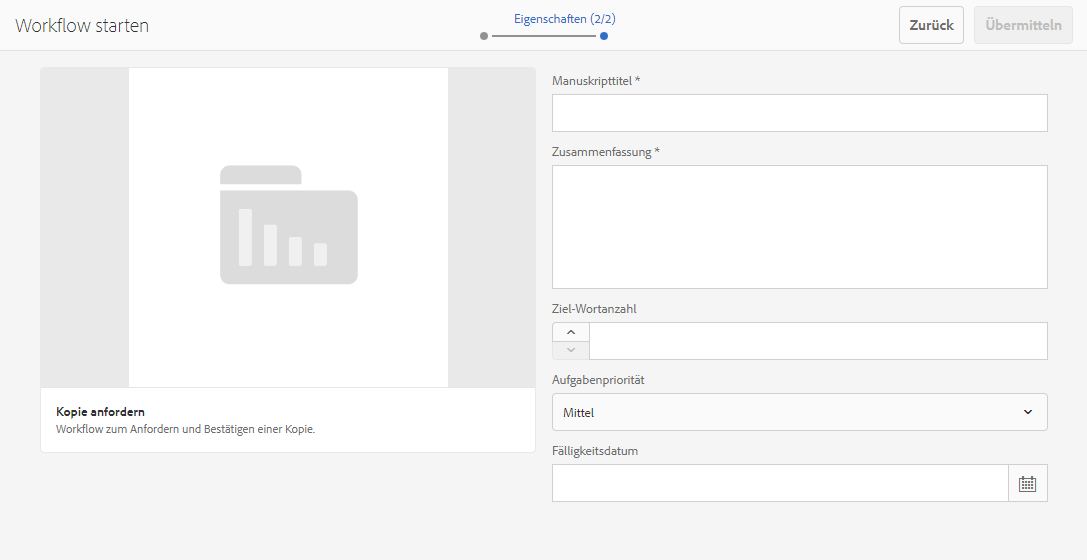 Workflow starten
Eigenschaften (2/2)
Zurück
Übermitteln
Manuskripttitel *
Zusammenfassung *
Ziel-Wortanzahl
Aufgabenpriorität
Mittel
Fälligkeitsdatum
Kopie anfordern
Workflow zum Anfordern und Bestätigen einer Kopie.